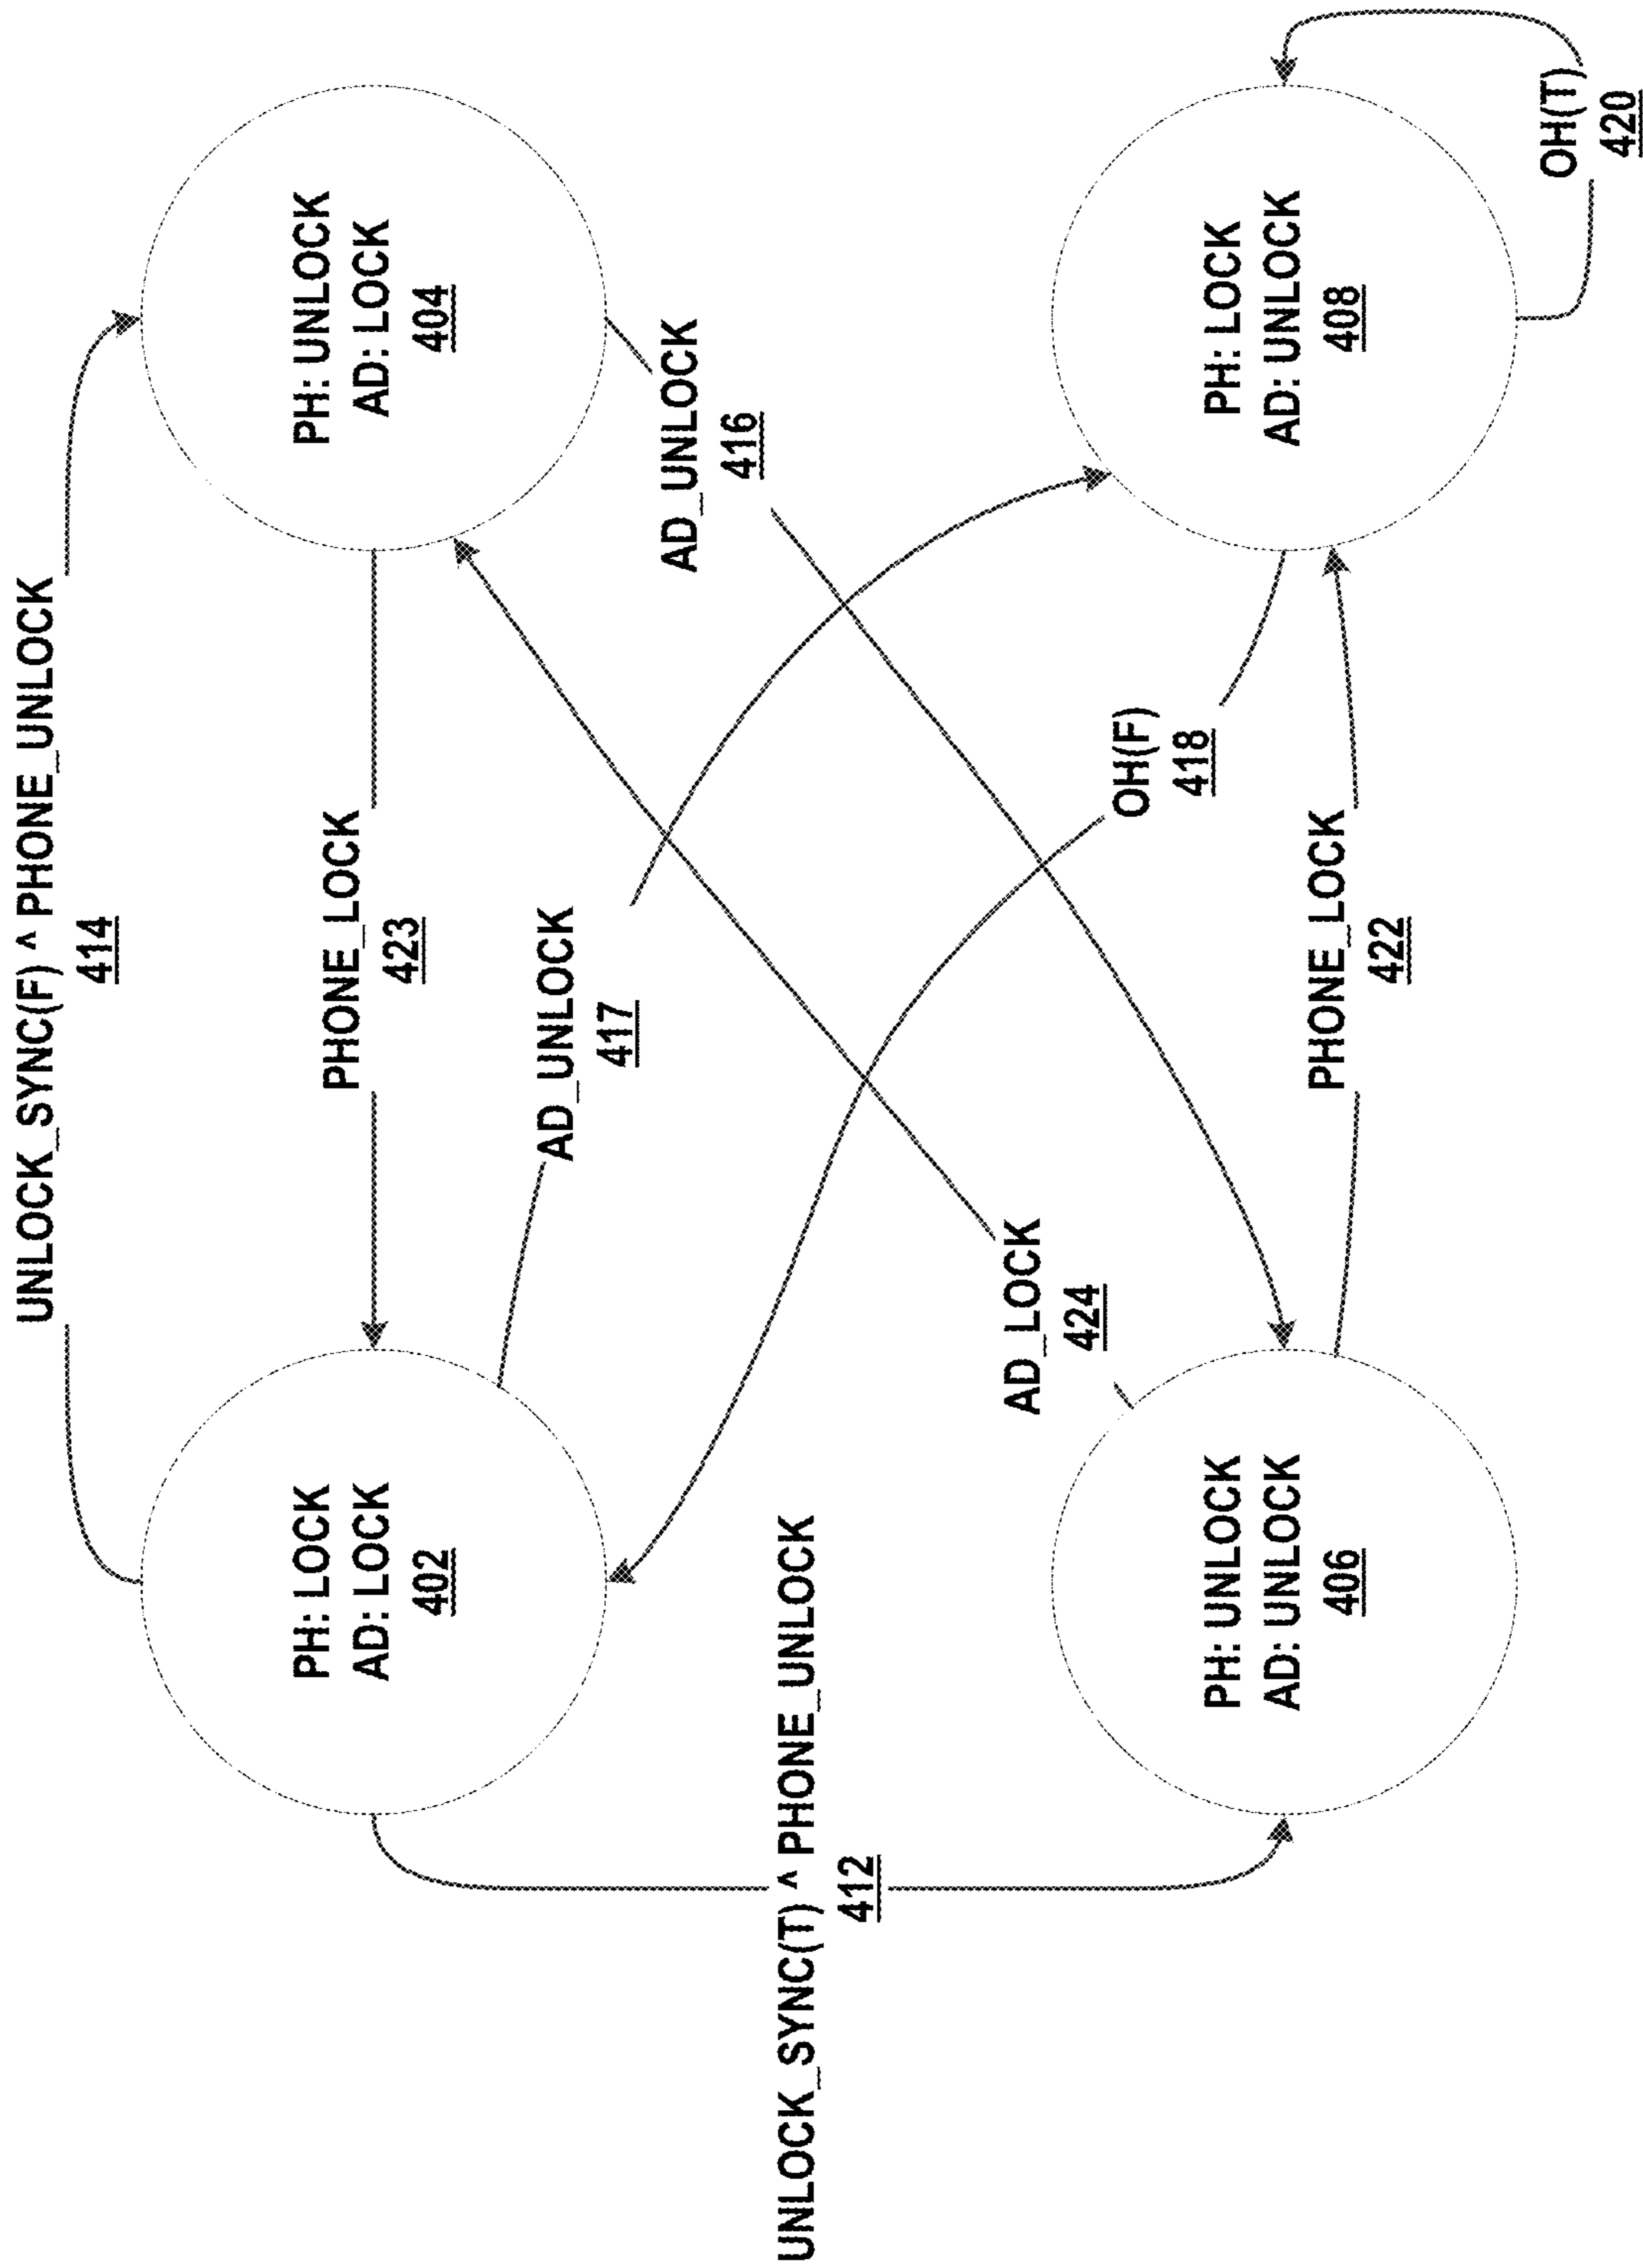 UNLOCK_SYNC(F) ^ PHONE_UNLOCK
414
PH: LOCK
AD: LOCK
402
PHONE_LOCK
423
PH: UNLOCK
AD: LOCK
404
AD_UNLOCK
417
AD_UNLOCK
416
UNLOCK_SYNC(T) ^ PHONE_UNLOCK
412
AD_LOCK
424
OH(F)
418
PH: UNLOCK
AD: UNLOCK
406
PHONE_LOCK
422
PH: LOCK
AD: UNLOCK
408
OH(T)
420